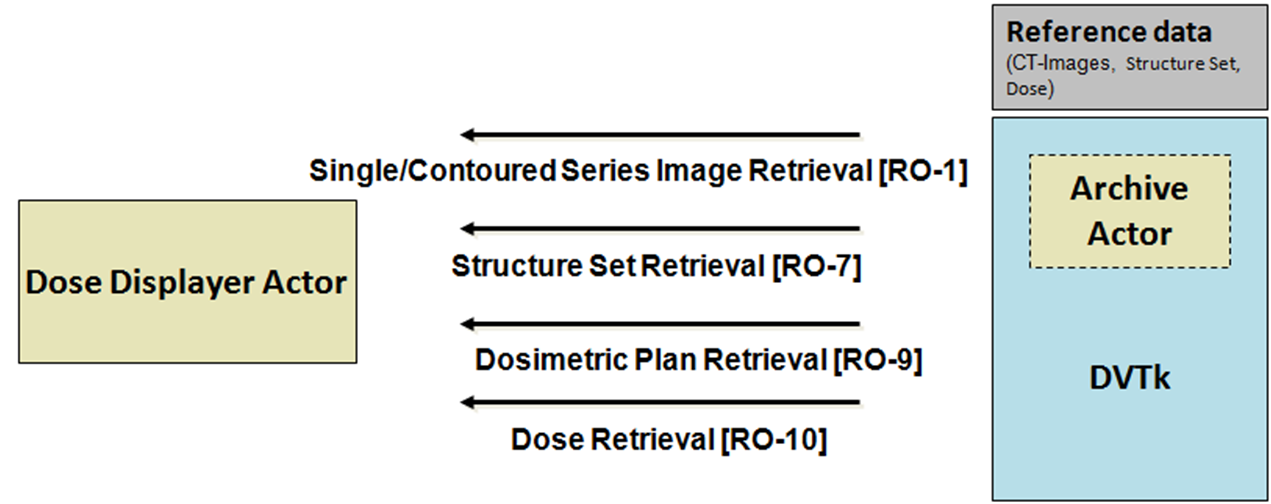 Reference data
(CT-Images, Structure Set,
Dose)
Single/Contoured Series Image Retrieval [RO-1]
Archive
Actor
Structure Set Retrieval [RO-7]
Dose Displayer Actor
Dosimetric Plan Retrieval [RO-9]
DVTk
Dose Retrieval [RO-10]